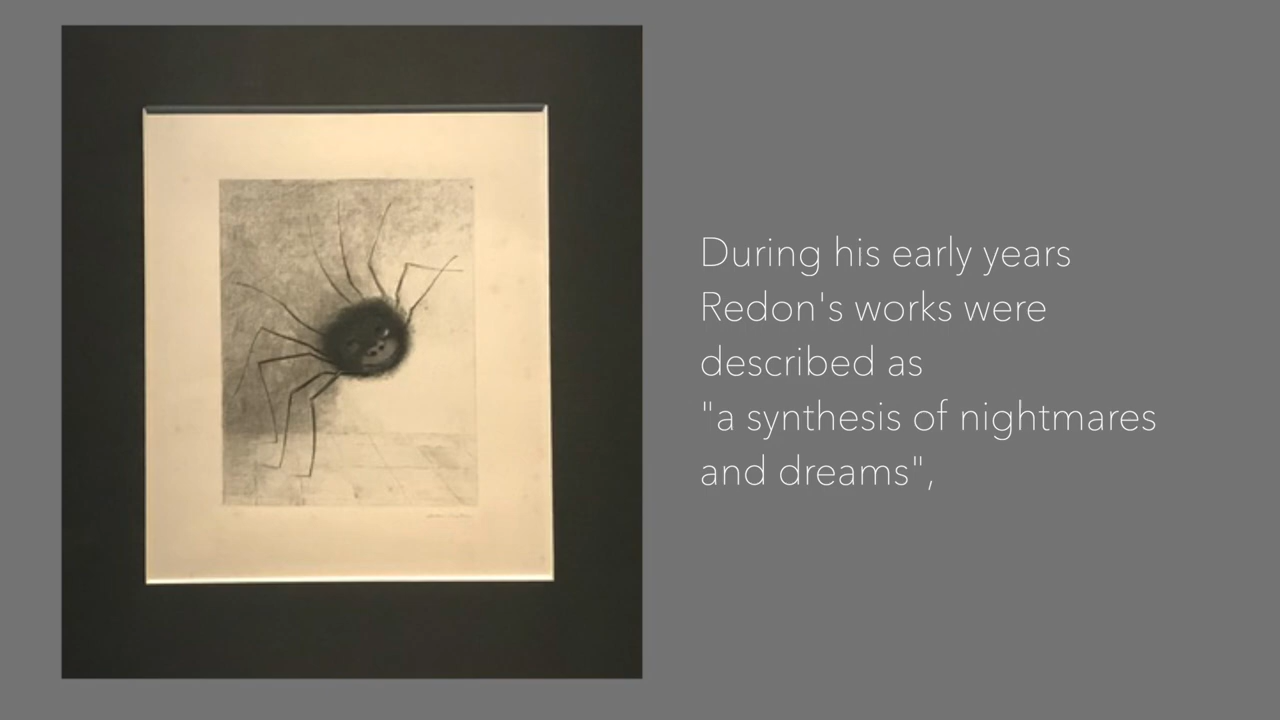 During his early years
Redon's works were
described as
"a synthesis of nightmares
and dreams",